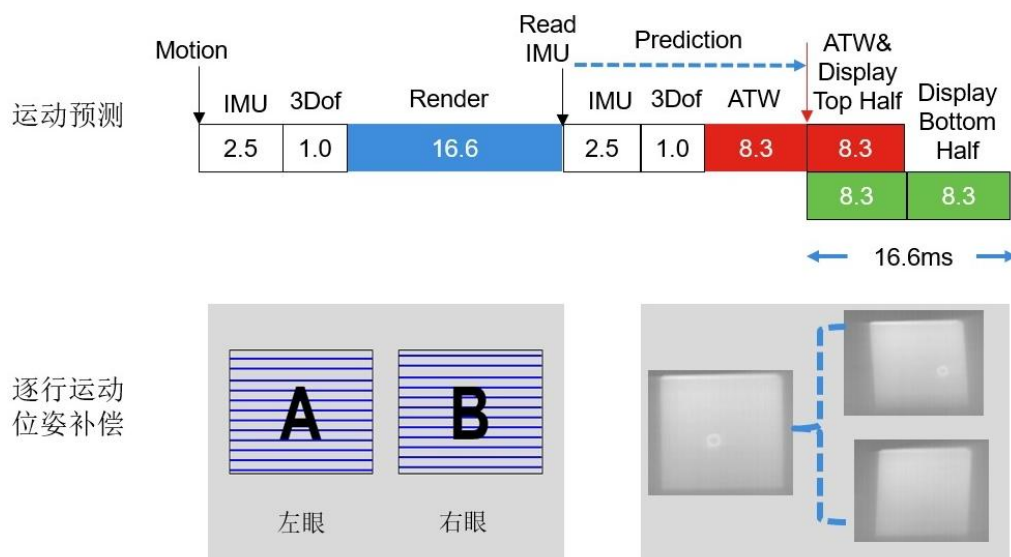 Motion
Read
IMU
Prediction
ATW&
Display
Top Half
Display
Bottom
Half
运动预测
IMU
3Dof
Render
IMU
3Dof
ATW
2.5
1.0
16.6
2.5
1.0
8.3
8.3
8.3
8.3
16.6ms
逐行运动
位姿补偿
A
B
左眼
右眼